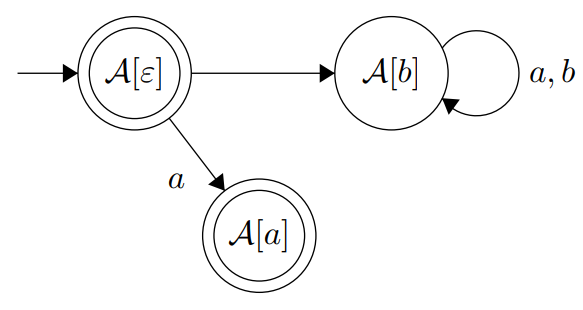 𝒜[ε] 𝒜[b] a, b
a
𝒜[a]